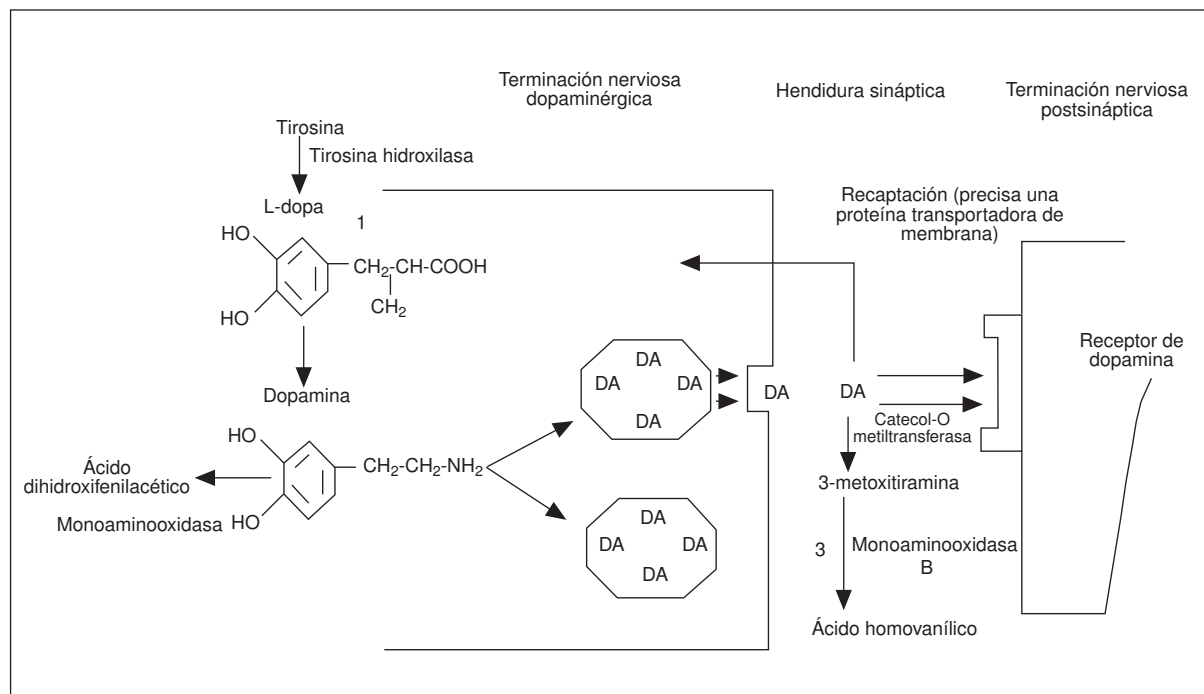 Terminación nerviosa
dopaminérgica
Hendidura sináptica
Terminación nerviosa
postsináptica
Tirosina
Tirosina hidroxilasa
L-dopa
1
HO
HO
CH2-CH-COOH
CH2
Recaptación (precisa una
proteína transportadora de
membrana)
Receptor de
dopamina
Dopamina
HO
HO
CH2-CH2-NH2
Ácido
dihidroxifenilacético
Monoaminooxidasa
DA
DA
DA
DA
DA
DA
DA
DA
DA
DA
Catecol-O
metiltransferasa
3-metoxitiramina
3
Monoaminooxidasa
B
Ácido homovanílico